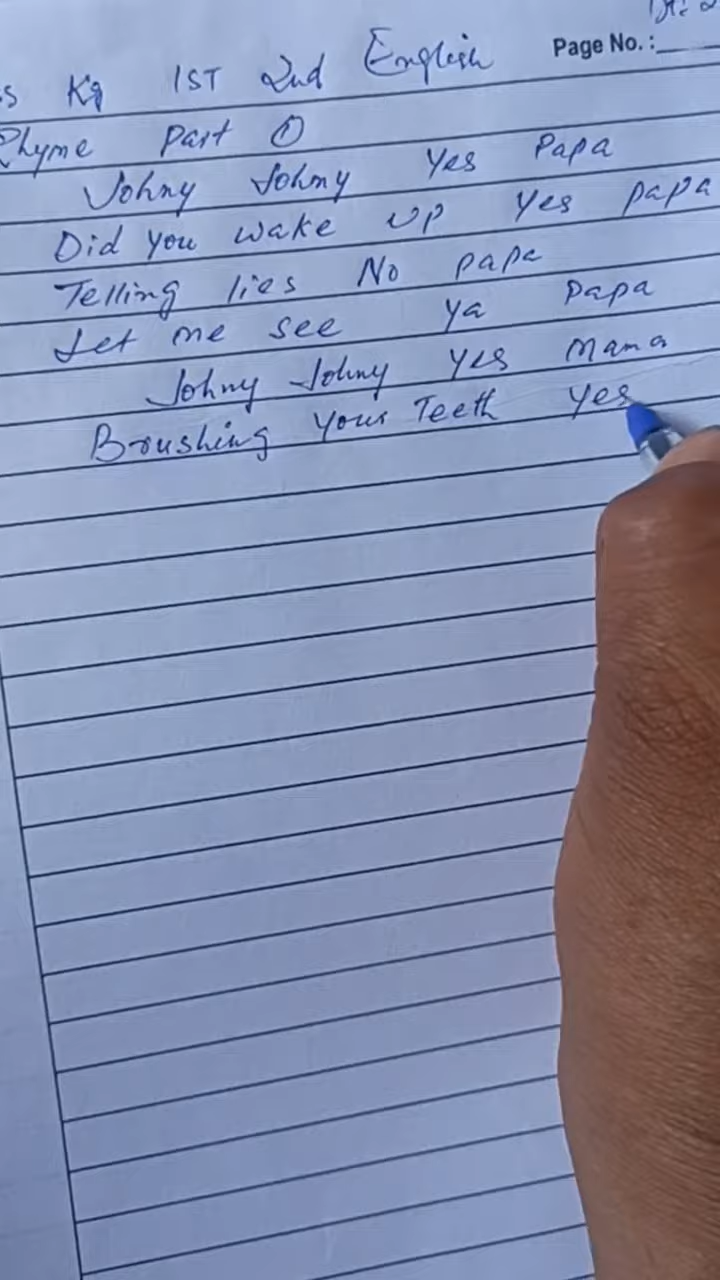 Kg 1ST 2nd English Page No.:
Rhyme Part ①
Johny Johny Yes Papa
Did you wake up Yes papa
Telling lies No papa
Let me see ya papa
Johny Johny yes Mama
Brushing your Teeth Yes